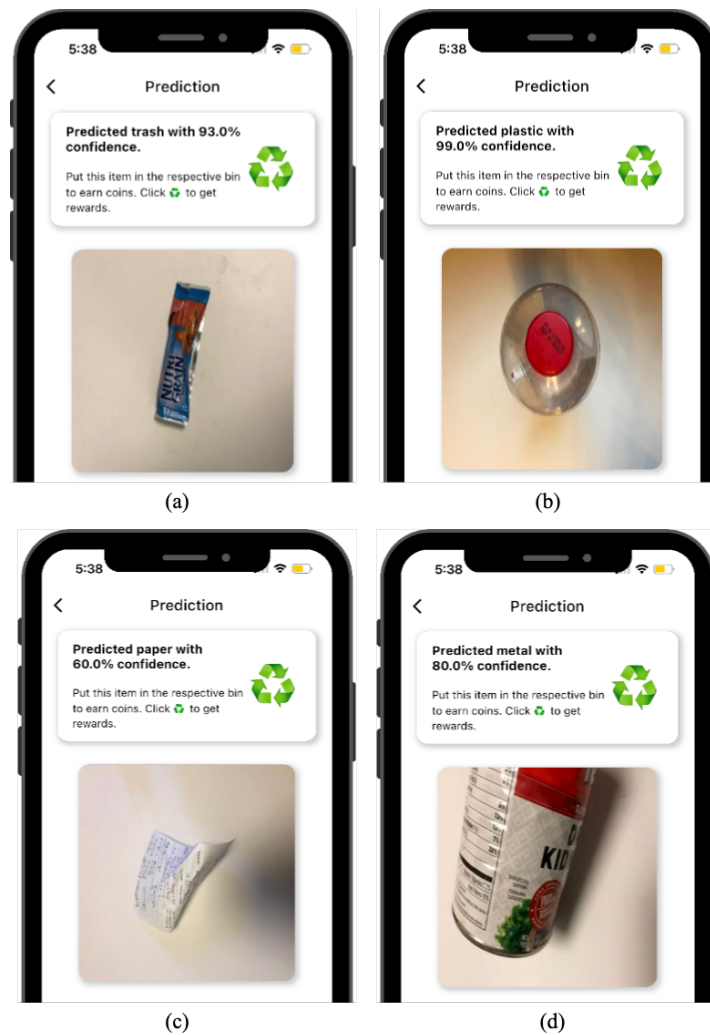 5:38
Prediction
Predicted trash with 93.0%
confidence.
Put this item in the respective bin
to earn coins. Click ♻ to get
rewards.
NUTRI
GRAIN
(a)
5:38
Prediction
Predicted plastic with
99.0% confidence.
Put this item in the respective bin
to earn coins. Click ♻ to get
rewards.
(b)
5:38
Prediction
Predicted paper with
60.0% confidence.
Put this item in the respective bin
to earn coins. Click ♻ to get
rewards.
(c)
5:38
Prediction
Predicted metal with
80.0% confidence.
Put this item in the respective bin
to earn coins. Click ♻ to get
rewards.
KID
(d)